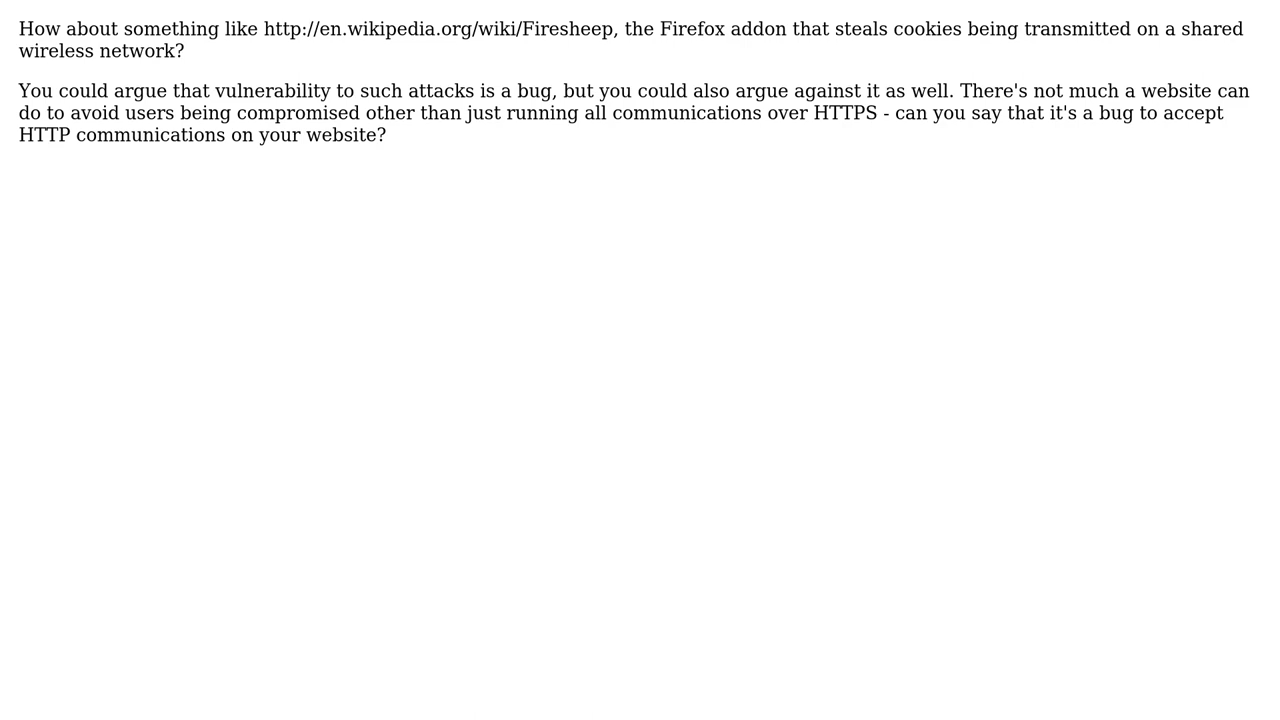 How about something like http://en.wikipedia.org/wiki/Firesheep, the Firefox addon that steals cookies being transmitted on a shared
wireless network?
You could argue that vulnerability to such attacks is a bug, but you could also argue against it as well. There's not much a website can
do to avoid users being compromised other than just running all communications over HTTPS - can you say that it's a bug to accept
HTTP communications on your website?